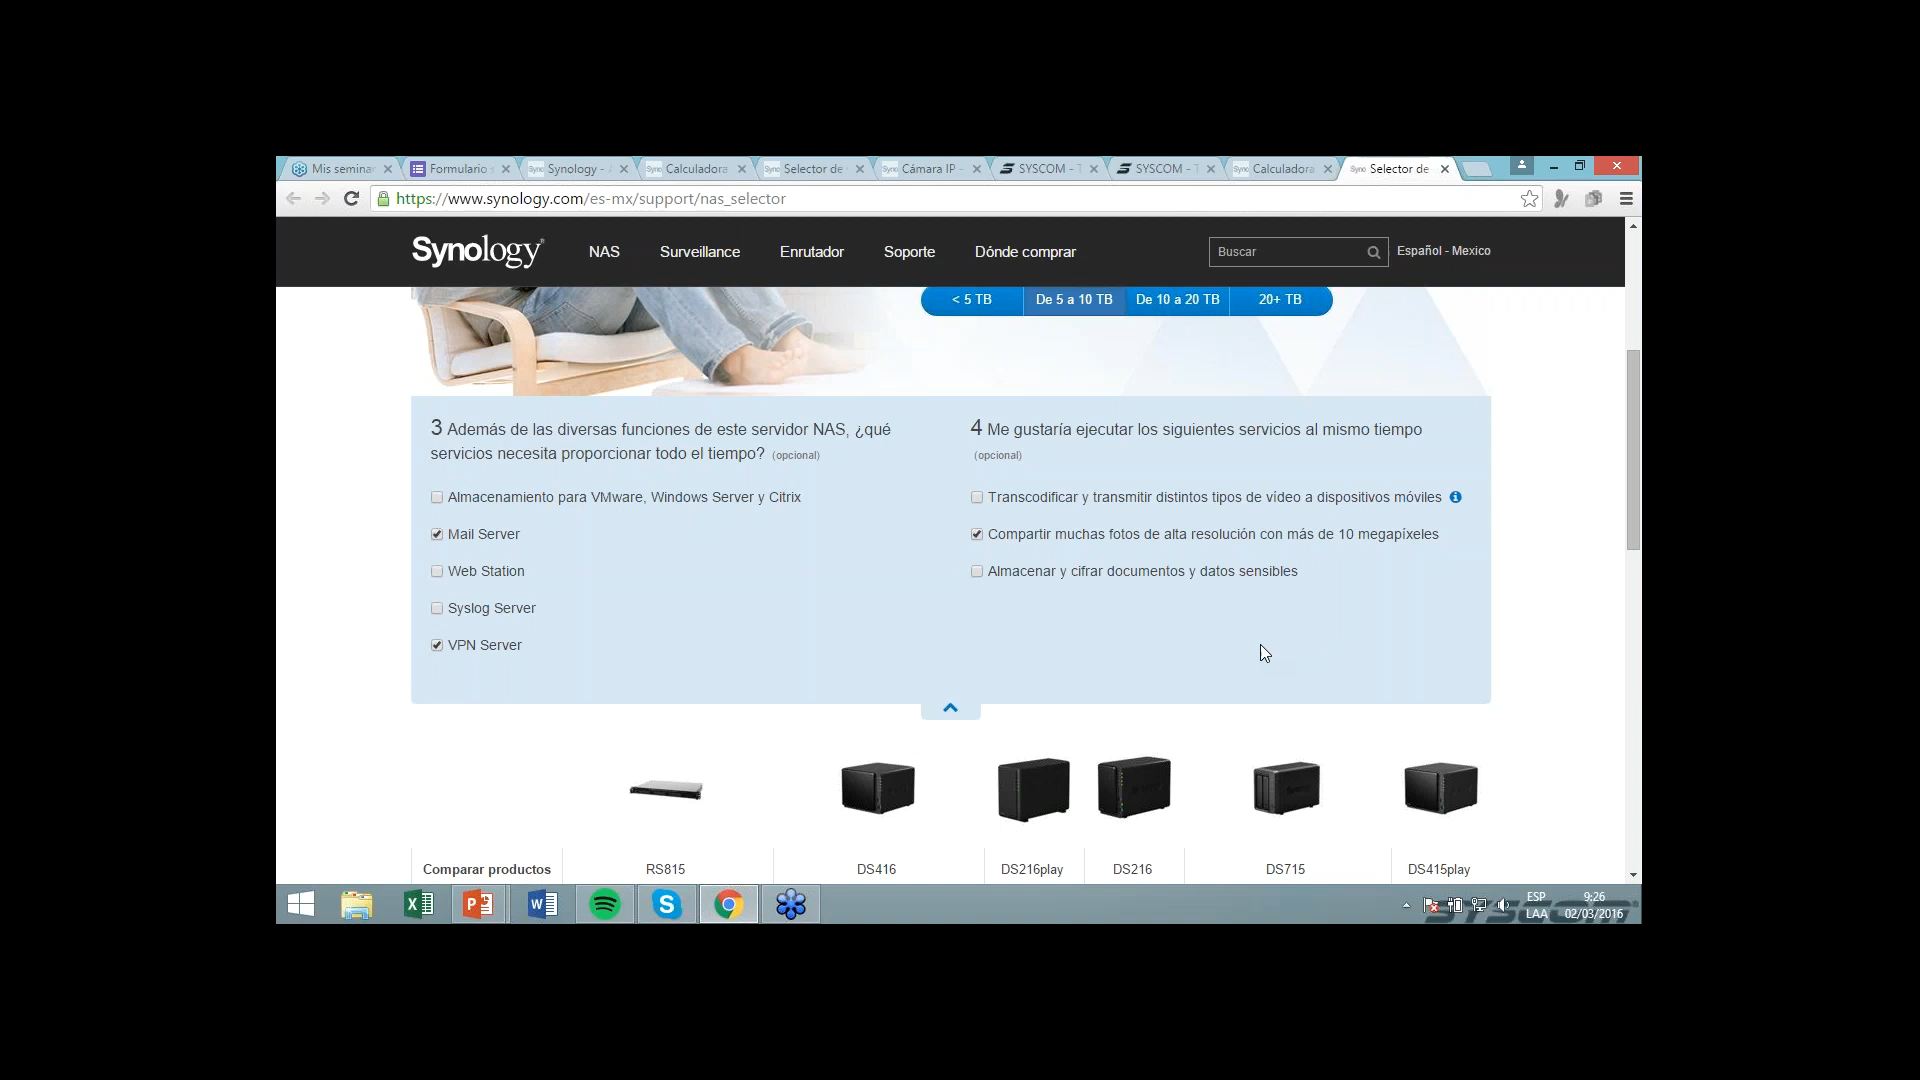 Mis seminar
Formulario s
Synology - A
Calculadora
Selector de
Cámara IP -
SYSCOM - T
SYSCOM - T
Calculadora
Selector de
https://www.synology.com/es-mx/support/nas_selector
Synology
NAS
Surveillance
Enrutador
Soporte
Dónde comprar
Buscar
Español - Mexico
< 5 TB
De 5 a 10 TB
De 10 a 20 TB
20+ TB
3 Además de las diversas funciones de este servidor NAS, ¿qué
servicios necesita proporcionar todo el tiempo? (opcional)
Almacenamiento para VMware, Windows Server y Citrix
Mail Server
Web Station
Syslog Server
VPN Server
4 Me gustaría ejecutar los siguientes servicios al mismo tiempo
(opcional)
Transcodificar y transmitir distintos tipos de vídeo a dispositivos móviles
Compartir muchas fotos de alta resolución con más de 10 megapíxeles
Almacenar y cifrar documentos y datos sensibles
Comparar productos
RS815
DS416
DS216play
DS216
DS715
DS415play
ESP
LAA
9:26
02/03/2016
SYSCOM